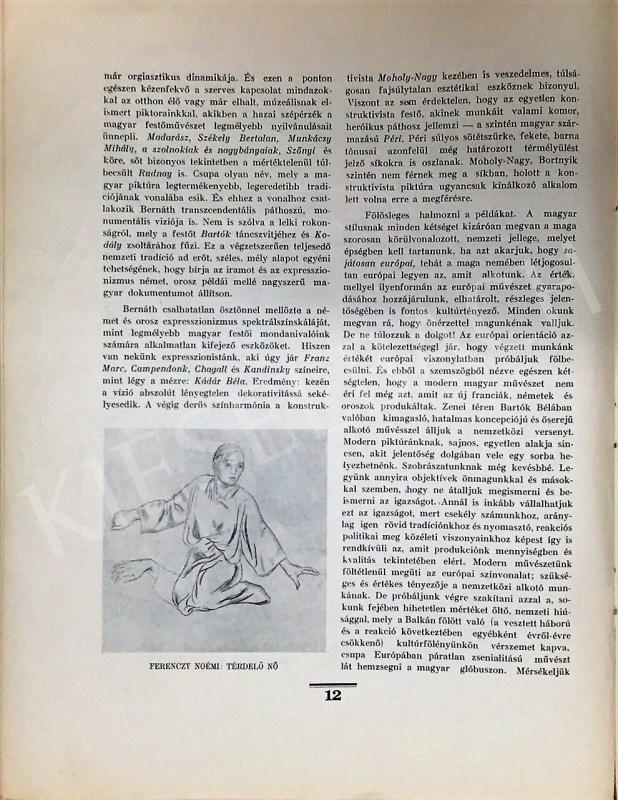 már orgiasztikus dinamikája. És ezen a ponton
egészen kézenfekvő a szerves kapcsolat mindazok-
kal az otthon élő vagy már elhalt, múzeálisnak el-
ismert piktorainkkal, akikben a hazai szépérzék a
magyar festőművészet legmélyebb nyilvánulásait
ünnepli. Madarász, Székely Bertalan, Munkácsy
Mihály, a szolnokiak és nagybányaiak, Szőnyi és
köre, sőt bizonyos tekintetben a mértéktelenül túl-
becsült Rudnay is. Csupa olyan név, mely a ma-
gyar piktúra legtermékenyebb, legeredetibb tradi-
ciójának vonalába esik. És ehhez a vonalhoz csat-
lakozik Bernáth transzcendentális páthoszú, mo-
numentális viziója is. Nem is szólva a lelki rokon-
ságról, mely a festőt Bartók táncszvitjéhez és Ko-
dály zsoltárához fűzi. Ez a végzetszerűen teljesedő
nemzeti tradíció ad erőt, széles, mély alapot egyéni
tehetségének, hogy bírja az iramot és az expresszio-
nizmus német, orosz példái mellé nagyszerű ma-
gyar dokumentumot állítson.
Bernáth csalhatatlan ösztönnel mellőzte a né-
met és orosz expresszionizmus spektrálszínskáláját,
mint legmélyebb magyar festői mondanivalóink
számára alkalmatlan kifejező eszközöket. Hiszen
van nekünk expresszionistánk, aki úgy jár Franz
Marc, Campendonk, Chagall és Kandinsky színeire,
mint légy a mézre: Kádár Béla. Eredmény: kezén
a vízió abszolút lényegtelen dekorativitássá seké-
lyesedik. A végig derűs színharmónia a konstruk-
FERENCZY NOÉMI: TÉRDELŐ NŐ
tivista Moholy-Nagy kezében is veszedelmes, túlsá-
gosan fajsúlytalan esztétikai eszköznek bizonyul.
Viszont az sem érdektelen, hogy az egyetlen kon-
struktivista festő, akinek munkáit valami komor,
heróikus páthosz jellemzi — a szintén magyar szár-
mazású Péri. Péri súlyos sötétszürke, fekete, barna
tónusai azonfelül még határozott térmélyülést
jelző síkokra is oszlanak. Moholy-Nagy, Bortnyik
szintén nem férnek meg a síkban, holott a kon-
struktivista piktúra ugyancsak kínálkozó alkalom
lett volna erre a megférésre.
Fölösleges halmozni a példákat. A magyar
stílusnak minden kétséget kizáróan megvan a maga
szorosan körülvonalozott, nemzeti jellege, melyet
épségben kell tartanunk, ha azt akarjuk, hogy sa-
játosan európai, tehát a maga nemében létjogosul-
tan európai legyen az, amit alkotunk. Az érték,
mellyel ilyenformán az európai művészet gyarapo-
dásához hozzájárulunk, elhatárolt, részleges jelen-
tőségében is fontos kultúrtényező. Minden okunk
megvan rá, hogy önérzettel magunkénak valljuk.
De ne túlozzuk a dolgot! Az európai orientáció az-
zal a kötelezettséggel jár, hogy végzett munkánk
értékét európai viszonylatban próbáljuk fölbe-
csülni. És ebből a szemszögből nézve egészen két-
ségtelen, hogy a modern magyar művészet nem
éri fel még azt, amit az új franciák, németek és
oroszok produkáltak. Zenei téren Bartók Bélában
valóban kimagasló, hatalmas koncepciójú és őserejű
alkotó művésszel álljuk a nemzetközi versenyt.
Modern piktúránknak, sajnos, egyetlen alakja sin-
csen, akit jelentőség dolgában vele egy sorba he-
lyezhetnénk. Szobrászatunknak még kevésbbé. Le-
gyünk annyira objektívek önmagunkkal és mások-
kal szemben, hogy ne átalljuk megismerni és be-
ismerni az igazságot. Annál is inkább vállalhatjuk
ezt az igazságot, mert csekély számunkhoz, arány-
lag igen rövid tradíciónkhoz és nyomasztó, reakciós
politikai meg közéleti viszonyainkhoz képest így is
rendkívüli az, amit produkciónk mennyiségben és
kvalitás tekintetében elért. Modern művészetünk
föltétlenül megüti az európai színvonalat; szüksé-
ges és értékes tényezője a nemzetközi alkotó mun-
kának. De próbáljunk végre szakítani azzal a, so-
kunk fejében hihetetlen mértéket öltő, nemzeti hiú-
sággal, mely a Balkán fölött való (a vesztett háború
és a reakció következtében egyébként évről-évre
csökkenő) kultúrfölényünkön vérszemet kapva,
csupa Európában páratlan zsenialitású művészt
lát hemzsegni a magyar glóbuszon. Mérsékeljük
12